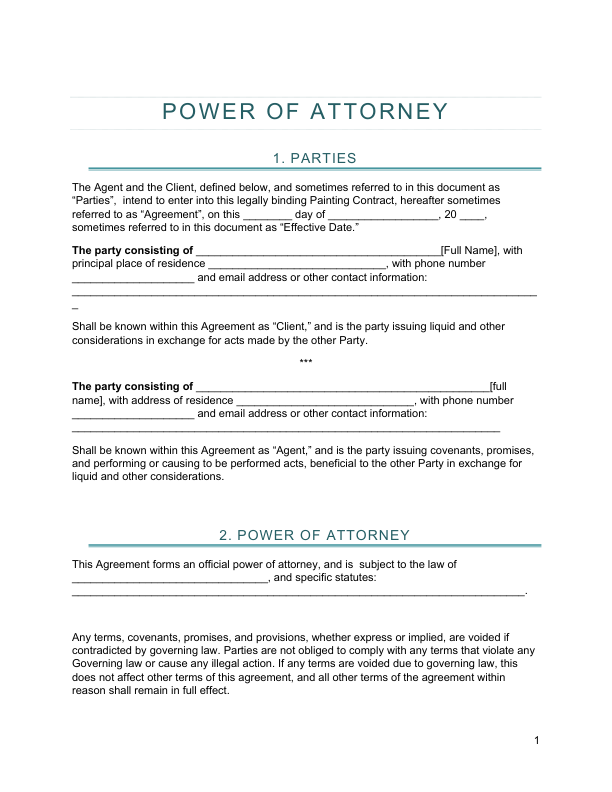 POWER OF ATTORNEY
1. PARTIES
The Agent and the Client, defined below, and sometimes referred to in this document as
“Parties”,  intend to enter into this legally binding Painting Contract, hereafter sometimes
referred to as “Agreement”, on this ________ day of __________________, 20 ____,
sometimes referred to in this document as “Effective Date.”
The party consisting of ________________________________________[Full Name], with
principal place of residence _____________________________, with phone number
____________________ and email address or other contact information:
____________________________________________________________________________
_
Shall be known within this Agreement as “Client,” and is the party issuing liquid and other
considerations in exchange for acts made by the other Party.
***
The party consisting of ________________________________________________[full
name], with address of residence _____________________________, with phone number
____________________ and email address or other contact information:
______________________________________________________________________
Shall be known within this Agreement as “Agent,” and is the party issuing covenants, promises,
and performing or causing to be performed acts, beneficial to the other Party in exchange for
liquid and other considerations.
2. POWER OF ATTORNEY
This Agreement forms an official power of attorney, and is  subject to the law of
________________________________, and specific statutes:
__________________________________________________________________________.
Any terms, covenants, promises, and provisions, whether express or implied, are voided if
contradicted by governing law. Parties are not obliged to comply with any terms that violate any
Governing law or cause any illegal action. If any terms are voided due to governing law, this
does not affect other terms of this agreement, and all other terms of the agreement within
reason shall remain in full effect.
1